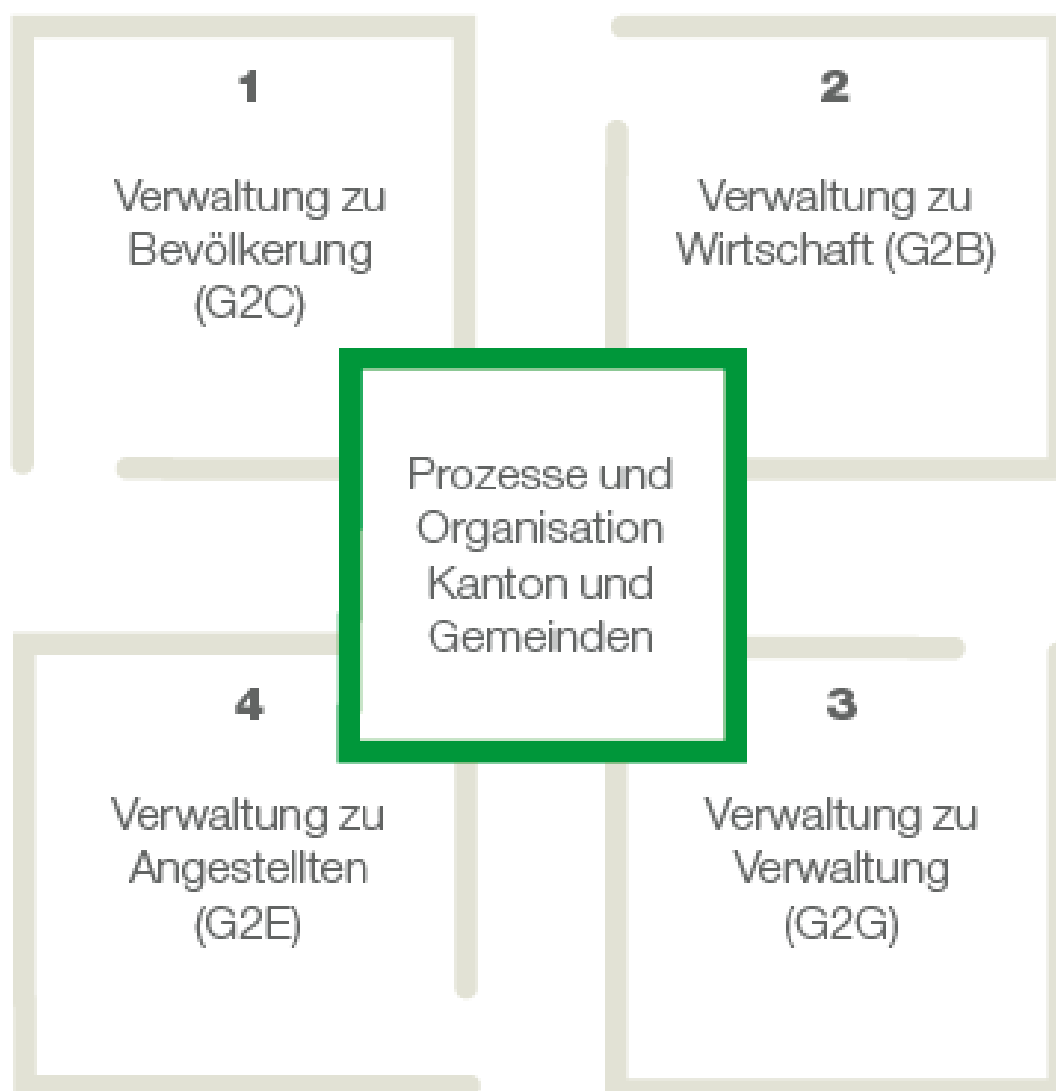 1
Verwaltung zu
Bevölkerung
(G2C)
2
Verwaltung zu
Wirtschaft (G2B)
Prozesse und
Organisation
Kanton und
Gemeinden
4
Verwaltung zu
Angestellten
(G2E)
3
Verwaltung zu
Verwaltung
(G2G)